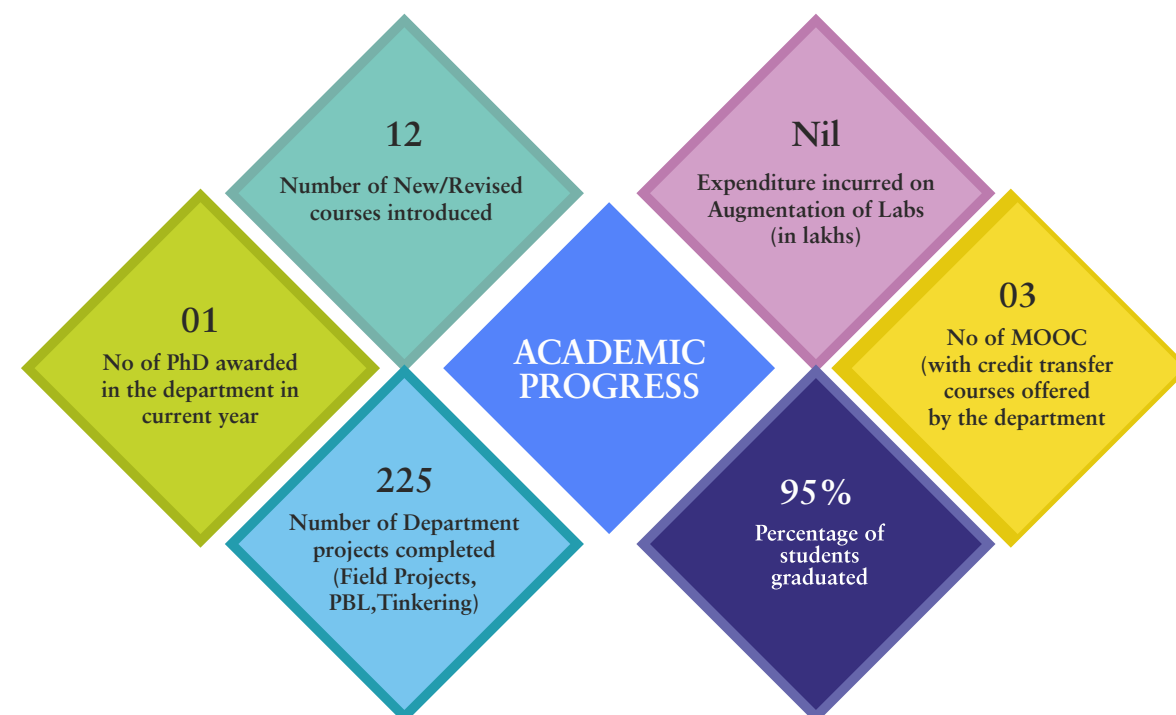 12
Number of New/Revised
courses introduced
Nil
Expenditure incurred on
Augmentation of Labs
(in lakhs)
01
No of PhD awarded
in the department in
current year
ACADEMIC
PROGRESS
03
No of MOOC
(with credit transfer
courses offered
by the department
225
Number of Department
projects completed
(Field Projects,
PBL,Tinkering)
95%
Percentage of
students
graduated